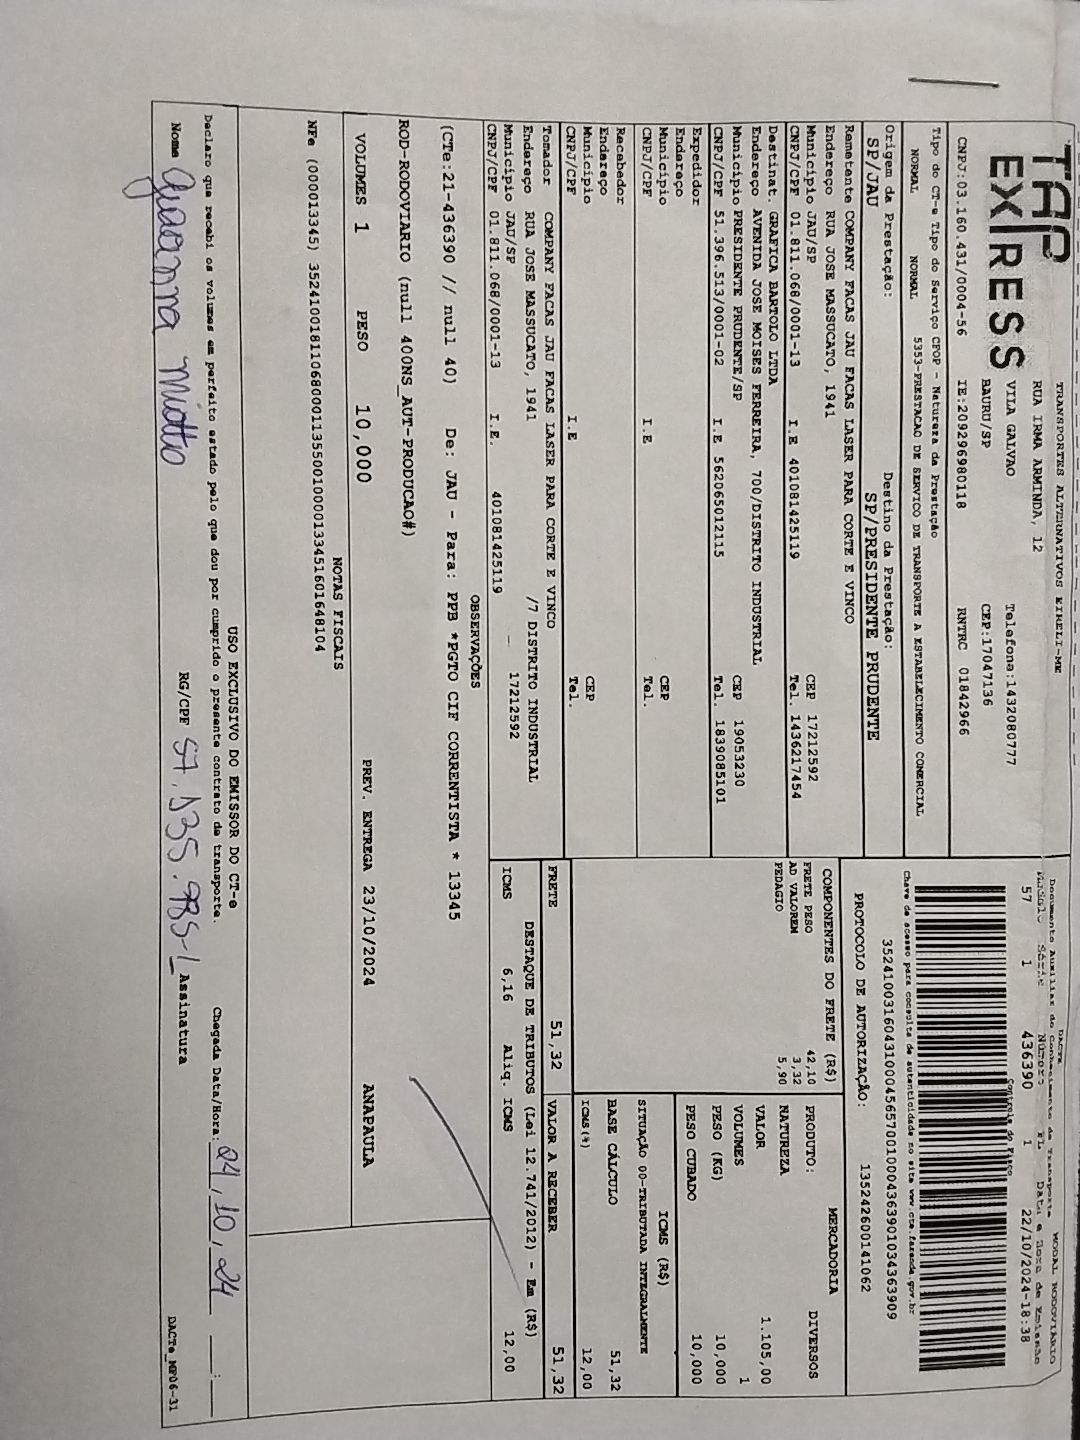 TAP EXPRESS
TRANSPORTES ALTERNATIVOS EIRELI-ME
RUA IRMA ARMINDA, 12
VILA GALVAO Telefone:1432080777
BAURU/SP CEP:17047136
CNPJ:03.160.431/0004-56 IE:209296980118 RNTRC 01842966
Tipo do CT-e Tipo do Serviço CFOP - Natureza da Prestação
NORMAL NORMAL 5353-PRESTACAO DE SERVICO DE TRANSPORTE A ESTABELECIMENTO COMERCIAL
Origem da Prestação: Destino da Prestação:
SP/JAU SP/PRESIDENTE PRUDENTE
DACTE MODAL RODOVIARIO
Documento Auxiliar do Conhecimento de Transporte
Modelo Série Número FL Data e Hora de Emissão
57 1 436390 1 22/10/2024-18:38
Controle do Fisco
Chave de acesso para consulta de autenticidade no site www.cte.fazenda.gov.br
35241003160431000456570010004363901034363909
PROTOCOLO DE AUTORIZAÇÃO: 135242600141062
Remetente COMPANY FACAS JAU FACAS LASER PARA CORTE E VINCO
Endereço RUA JOSE MASSUCATO, 1941
Município JAU/SP CEP 17212592
CNPJ/CPF 01.811.068/0001-13 I.E 401081425119 Tel. 1436217454
Destinat. GRAFICA BARTOLO LTDA
Endereço AVENIDA JOSE MOISES FERREIRA, 700/DISTRITO INDUSTRIAL
Município PRESIDENTE PRUDENTE/SP CEP 19053230
CNPJ/CPF 51.396.513/0001-02 I.E 562065012115 Tel. 1839085101
Expedidor
Endereço
Município CEP
CNPJ/CPF I.E Tel.
Recebedor
Endereço
Município CEP
CNPJ/CPF I.E Tel.
Tomador COMPANY FACAS JAU FACAS LASER PARA CORTE E VINCO
Endereço RUA JOSE MASSUCATO, 1941 /7 DISTRITO INDUSTRIAL
Município JAU/SP 17212592
CNPJ/CPF 01.811.068/0001-13 I.E. 401081425119
COMPONENTES DO FRETE (R$)
FRETE PESO 42,10
AD VALOREM 3,32
PEDAGIO 5,90
MERCADORIA
PRODUTO: DIVERSOS
NATUREZA
VALOR 1.105,00
VOLUMES 1
PESO (KG) 10,000
PESO CUBADO 10,000
ICMS (R$)
SITUAÇÃO 00-TRIBUTADA INTEGRALMENTE
BASE CÁLCULO 51,32
ICMS (%) 12,00
FRETE 51,32 VALOR A RECEBER 51,32
DESTAQUE DE TRIBUTOS (Lei 12.741/2012) - Em (R$)
ICMS 6,16 Aliq. ICMS 12,00
OBSERVAÇÕES
(CTe:21-436390 // null 40) De: JAU - Para: PPB *PGTO CIF CORRENTISTA * 13345
ROD-RODOVIARIO (null 400NS_AUT-PRODUCAO#)
VOLUMES 1 PESO 10,000 PREV. ENTREGA 23/10/2024 ANAPAULA
NOTAS FISCAIS
NFe (000013345) 35241001811068000113550010000133451601648104
USO EXCLUSIVO DO EMISSOR DO CT-e
Declaro que recebi os volumes em perfeito estado pelo que dou por cumprido o presente contrato de transporte. Chegada Data/Hora: 24/10/24 __:__
Nome Giovanna Miotto RG/CPF 57.535.985-1 Assinatura
DACTe_MP06-31